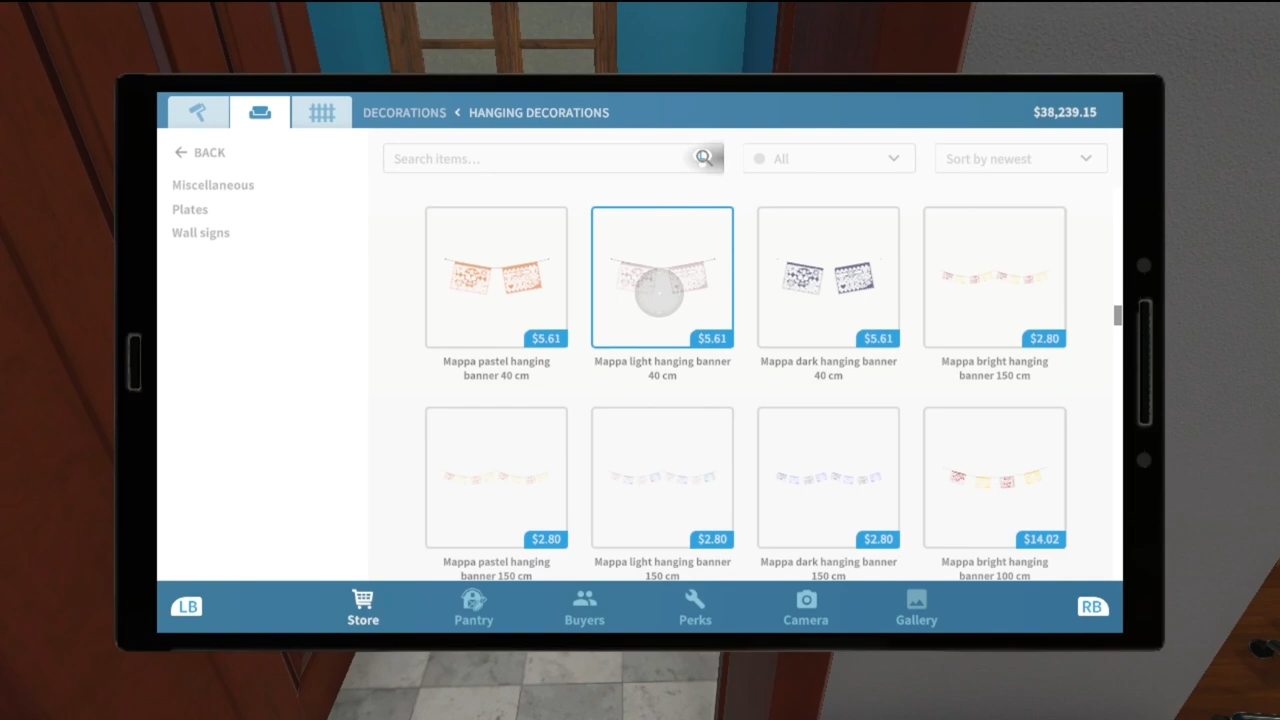 DECORATIONS < HANGING DECORATIONS
$38,239.15
BACK
Miscellaneous
Plates
Wall signs
Search items...
All
Sort by newest
$5.61
$5.61
$5.61
$2.80
Mappa pastel hanging
banner 40 cm
Mappa light hanging banner
40 cm
Mappa dark hanging banner
40 cm
Mappa bright hanging
banner 150 cm
$2.80
$2.80
$2.80
$14.02
Mappa pastel hanging
banner 150 cm
Mappa light hanging banner
150 cm
Mappa dark hanging banner
150 cm
Mappa bright hanging
banner 100 cm
LB
Store
Pantry
Buyers
Perks
Camera
Gallery
RB